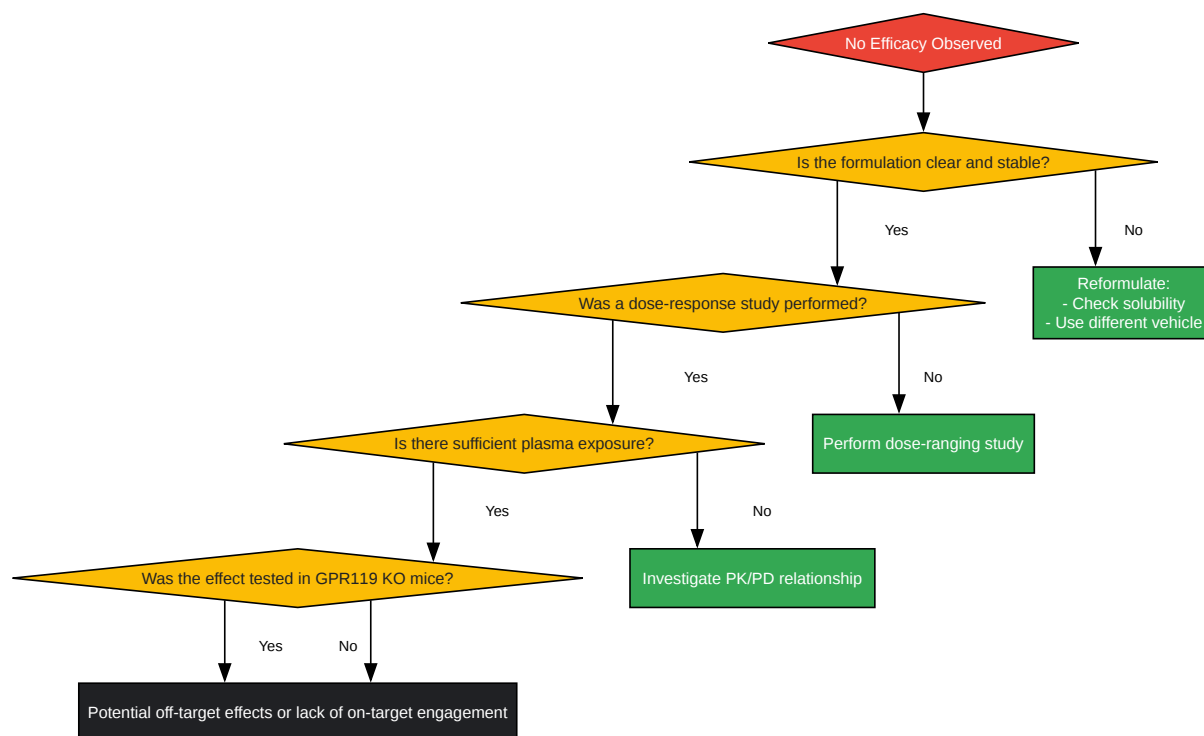 No Efficacy Observed
Is the formulation clear and stable?
Yes
No
Reformulate:
- Check solubility
- Use different vehicle
Was a dose-response study performed?
Yes
No
Perform dose-ranging study
Is there sufficient plasma exposure?
Yes
No
Investigate PK/PD relationship
Was the effect tested in GPR119 KO mice?
Yes
No
Potential off-target effects or lack of on-target engagement